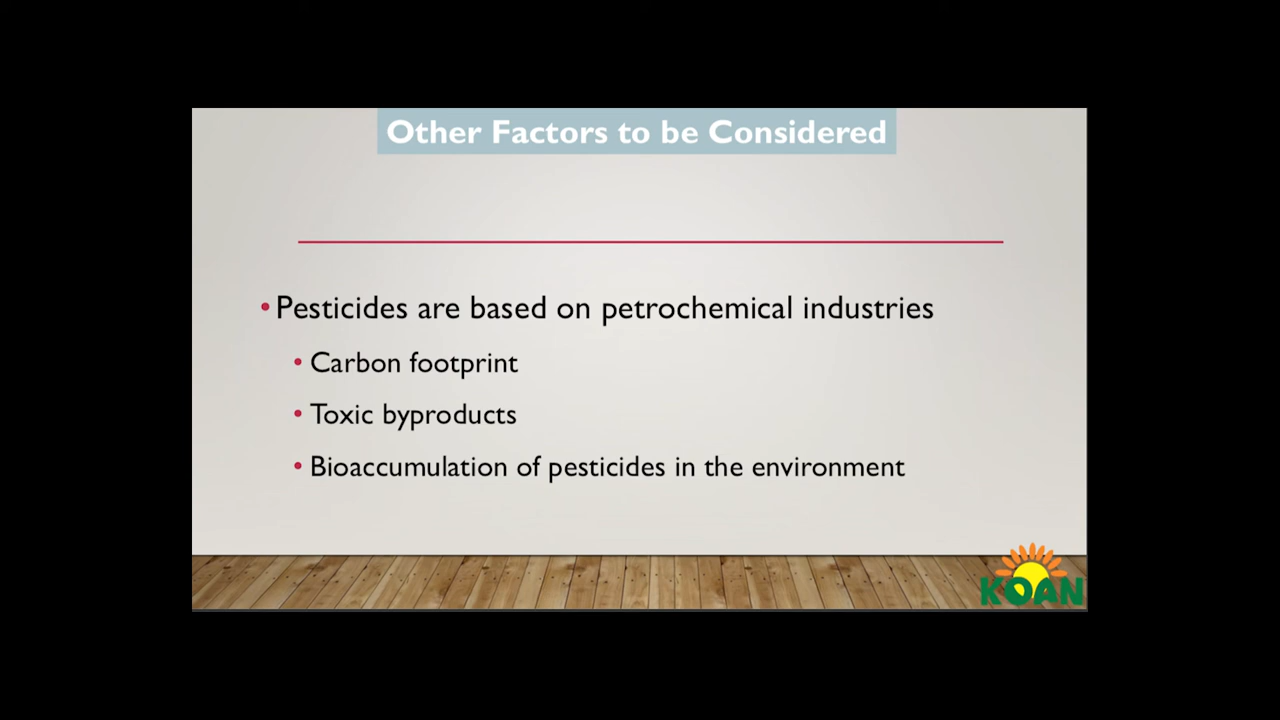 Other Factors to be Considered
•Pesticides are based on petrochemical industries
• Carbon footprint
• Toxic byproducts
• Bioaccumulation of pesticides in the environment
KOAN